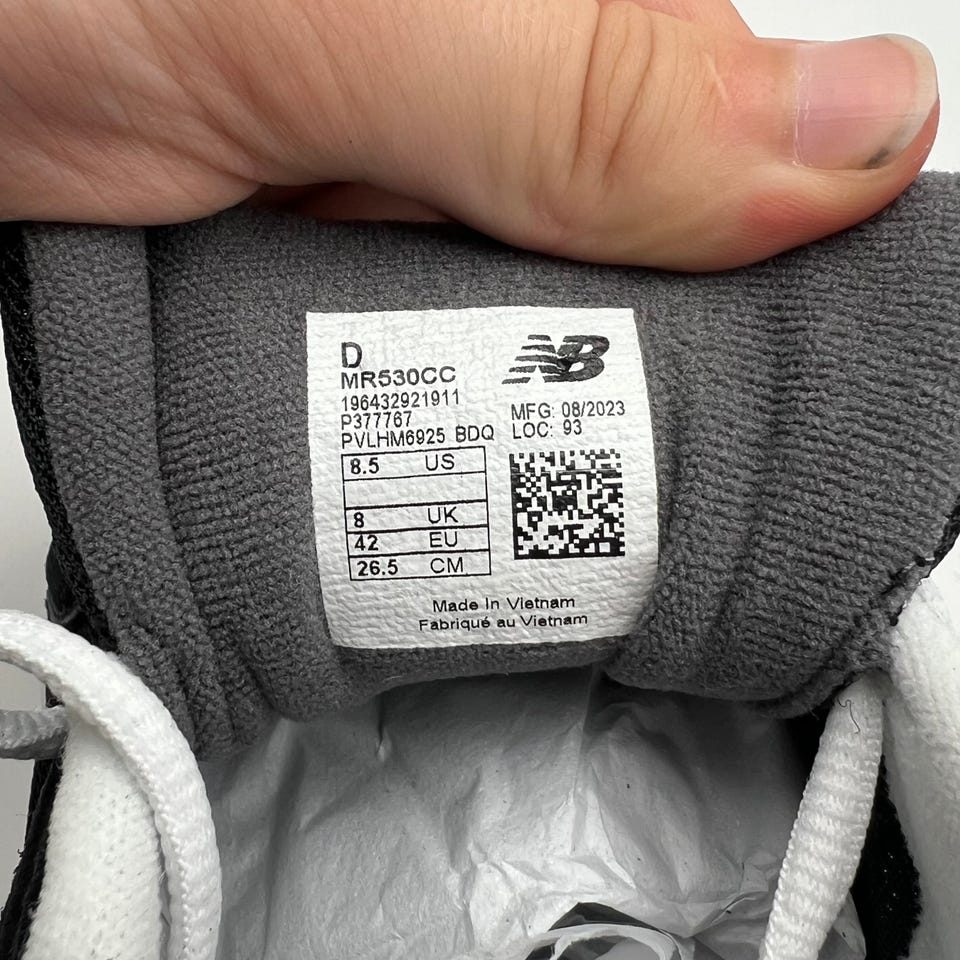 D
NB
MR530CC
196432921911
P377767
PVLHM6925 BDQ
MFG: 08/2023
LOC: 93
8.5 US
8 UK
42 EU
26.5 CM
Made In Vietnam
Fabriqué au Vietnam